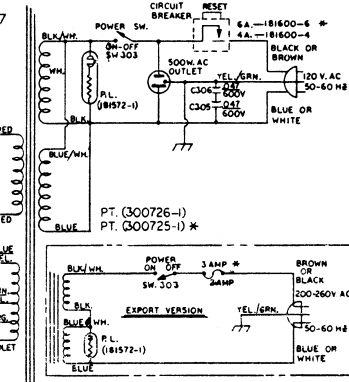 7
CIRCUIT BREAKER
RESET
POWER SW.
6A.—181600-6 *
4A.—181600-4
BLK/WH.
ON-OFF
SW 303
BLACK OR BROWN
WH.
500W. AC OUTLET
YEL./GRN.
120 V. AC
50-60 Hz
P.L.
(181572-1)
C306 .047 600V
C305 .047 600V
BLUE OR WHITE
BLK.
BLUE/WH.
BLUE
PT. (300726-1)
PT. (300725-1) *
POWER
ON OFF
SW. 303
3 AMP *
2 AMP
BROWN OR BLACK
BLK/WH.
200-260V AC
BLK.
EXPORT VERSION
YEL./GRN.
BLUE/WH.
50-60 Hz
P.L.
(181572-1)
BLUE
BLUE OR WHITE